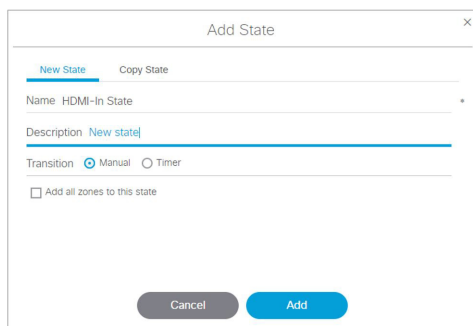 Add State
×
New State Copy State
Name HDMI-In State *
Description New state
Transition Manual Timer
Add all zones to this state
Cancel Add